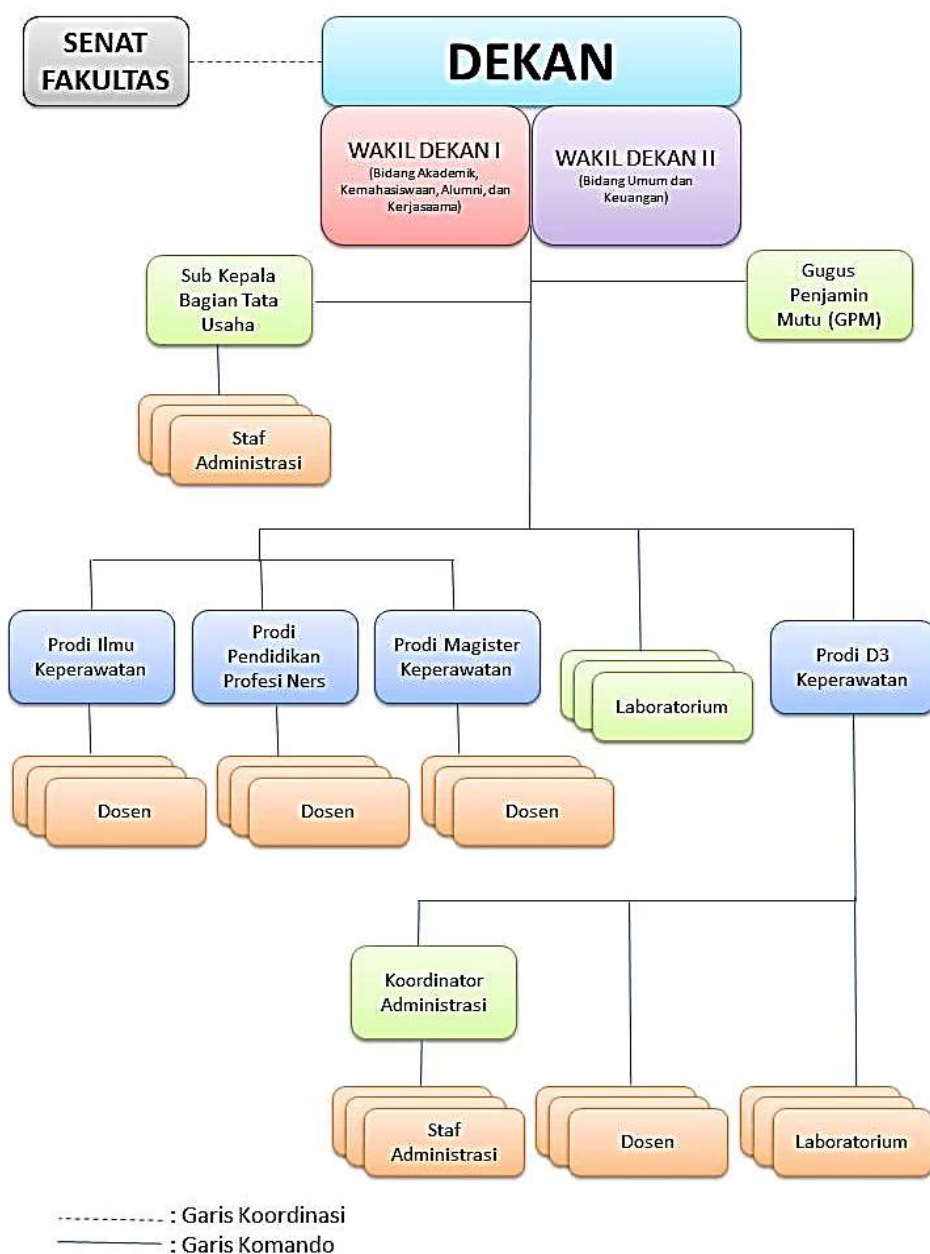 SENAT
FAKULTAS
DEKAN
WAKIL DEKAN I
(Bidang Akademik,
Kemahasiswaan, Alumni, dan
Kerjasaama)
WAKIL DEKAN II
(Bidang Umum dan
Keuangan)
Sub Kepala
Bagian Tata
Usaha
Gugus
Penjamin
Mutu (GPM)
Staf
Administrasi
Prodi Ilmu
Keperawatan
Prodi
Pendidikan
Profesi Ners
Prodi Magister
Keperawatan
Laboratorium
Prodi D3
Keperawatan
Dosen
Dosen
Dosen
Koordinator
Administrasi
Staf
Administrasi
Dosen
Laboratorium
: Garis Koordinasi
: Garis Komando